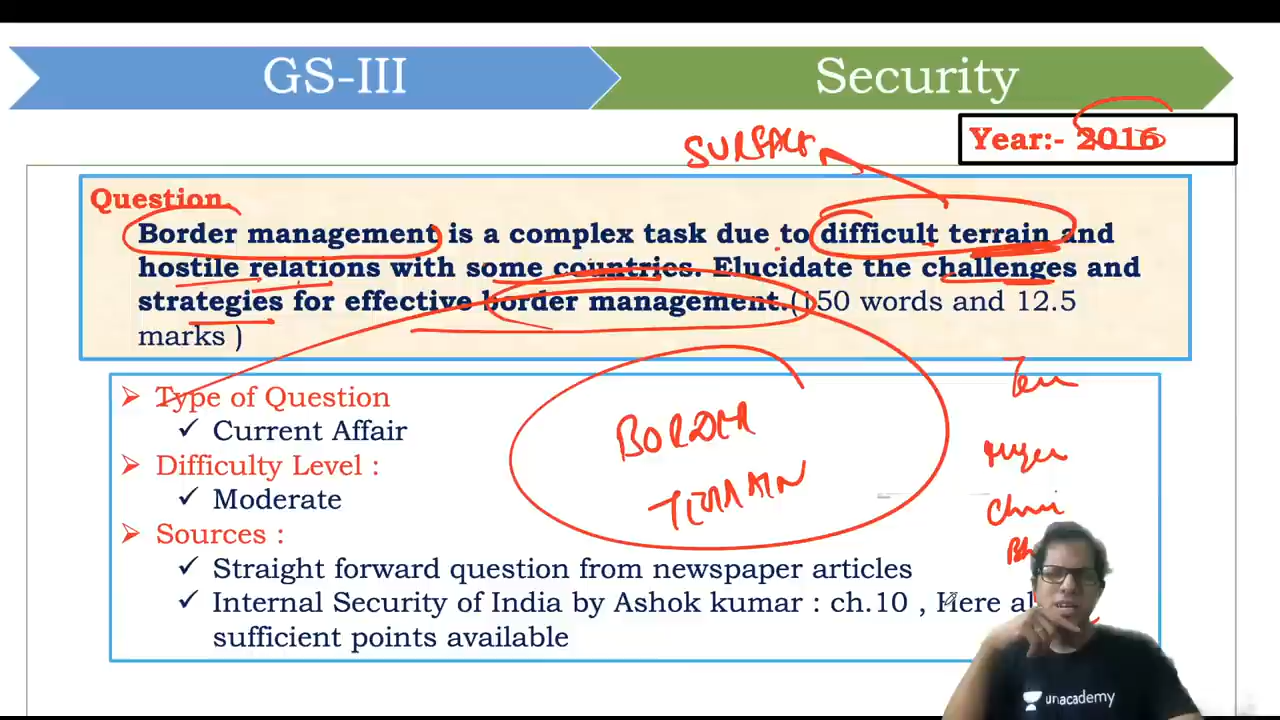 GS-III
Security
Year:- 2016
SURFACE
Question
Border management is a complex task due to difficult terrain and
hostile relations with some countries. Elucidate the challenges and
strategies for effective border management.(150 words and 12.5
marks )
➢ Type of Question
✓ Current Affair
➢ Difficulty Level :
✓ Moderate
➢ Sources :
✓ Straight forward question from newspaper articles
✓ Internal Security of India by Ashok kumar : ch.10 , Here al
sufficient points available
BORDER
TERRAIN
unacademy